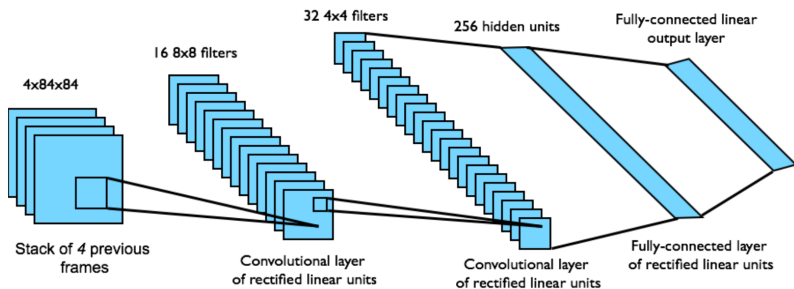 4x84x84
Stack of 4 previous
frames
16 8x8 filters
Convolutional layer
of rectified linear units
32 4x4 filters
Convolutional layer
of rectified linear units
256 hidden units
Fully-connected layer
of rectified linear units
Fully-connected linear
output layer